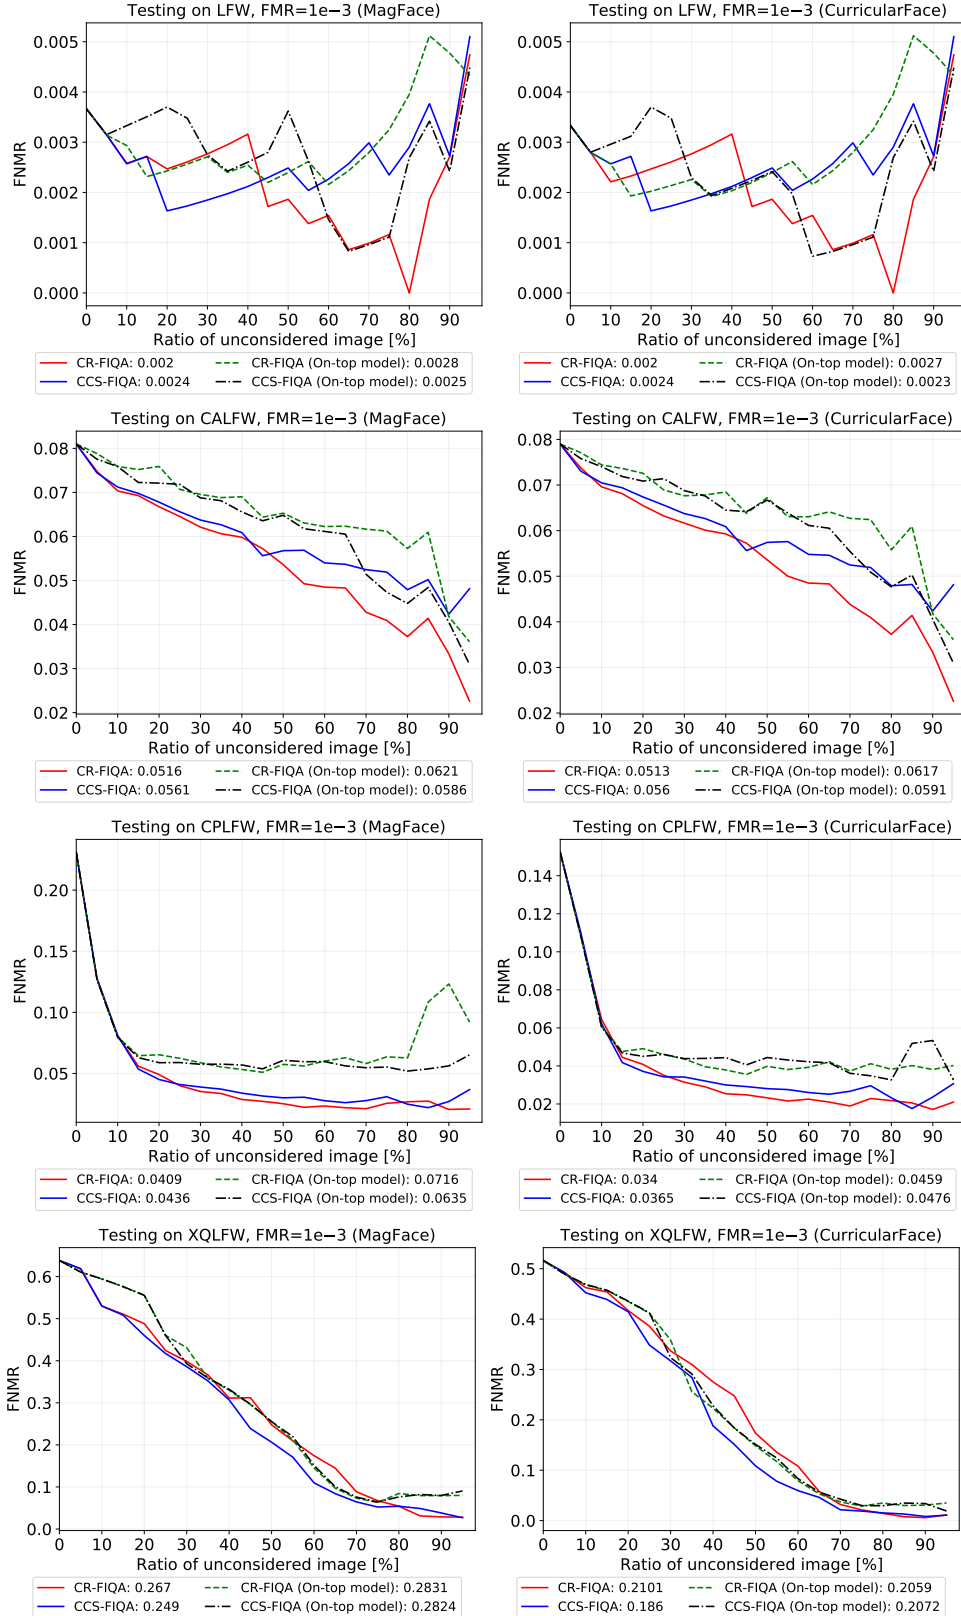 Testing on LFW, FMR=1e−3 (MagFace)
FNMR
0.005
0.004
0.003
0.002
0.001
0.000
0 10 20 30 40 50 60 70 80 90
Ratio of unconsidered image [%]
CR-FIQA: 0.002
CCS-FIQA: 0.0024
CR-FIQA (On-top model): 0.0028
CCS-FIQA (On-top model): 0.0025
Testing on LFW, FMR=1e−3 (CurricularFace)
FNMR
0.005
0.004
0.003
0.002
0.001
0.000
0 10 20 30 40 50 60 70 80 90
Ratio of unconsidered image [%]
CR-FIQA: 0.002
CCS-FIQA: 0.0024
CR-FIQA (On-top model): 0.0027
CCS-FIQA (On-top model): 0.0023
Testing on CALFW, FMR=1e−3 (MagFace)
FNMR
0.08
0.07
0.06
0.05
0.04
0.03
0.02
0 10 20 30 40 50 60 70 80 90
Ratio of unconsidered image [%]
CR-FIQA: 0.0516
CCS-FIQA: 0.0561
CR-FIQA (On-top model): 0.0621
CCS-FIQA (On-top model): 0.0586
Testing on CALFW, FMR=1e−3 (CurricularFace)
FNMR
0.08
0.07
0.06
0.05
0.04
0.03
0.02
0 10 20 30 40 50 60 70 80 90
Ratio of unconsidered image [%]
CR-FIQA: 0.0513
CCS-FIQA: 0.056
CR-FIQA (On-top model): 0.0617
CCS-FIQA (On-top model): 0.0591
Testing on CPLFW, FMR=1e−3 (MagFace)
FNMR
0.20
0.15
0.10
0.05
0 10 20 30 40 50 60 70 80 90
Ratio of unconsidered image [%]
CR-FIQA: 0.0409
CCS-FIQA: 0.0436
CR-FIQA (On-top model): 0.0716
CCS-FIQA (On-top model): 0.0635
Testing on CPLFW, FMR=1e−3 (CurricularFace)
FNMR
0.14
0.12
0.10
0.08
0.06
0.04
0.02
0 10 20 30 40 50 60 70 80 90
Ratio of unconsidered image [%]
CR-FIQA: 0.034
CCS-FIQA: 0.0365
CR-FIQA (On-top model): 0.0459
CCS-FIQA (On-top model): 0.0476
Testing on XQLFW, FMR=1e−3 (MagFace)
FNMR
0.6
0.5
0.4
0.3
0.2
0.1
0.0
0 10 20 30 40 50 60 70 80 90
Ratio of unconsidered image [%]
CR-FIQA: 0.267
CCS-FIQA: 0.249
CR-FIQA (On-top model): 0.2831
CCS-FIQA (On-top model): 0.2824
Testing on XQLFW, FMR=1e−3 (CurricularFace)
FNMR
0.5
0.4
0.3
0.2
0.1
0.0
0 10 20 30 40 50 60 70 80 90
Ratio of unconsidered image [%]
CR-FIQA: 0.2101
CCS-FIQA: 0.186
CR-FIQA (On-top model): 0.2059
CCS-FIQA (On-top model): 0.2072